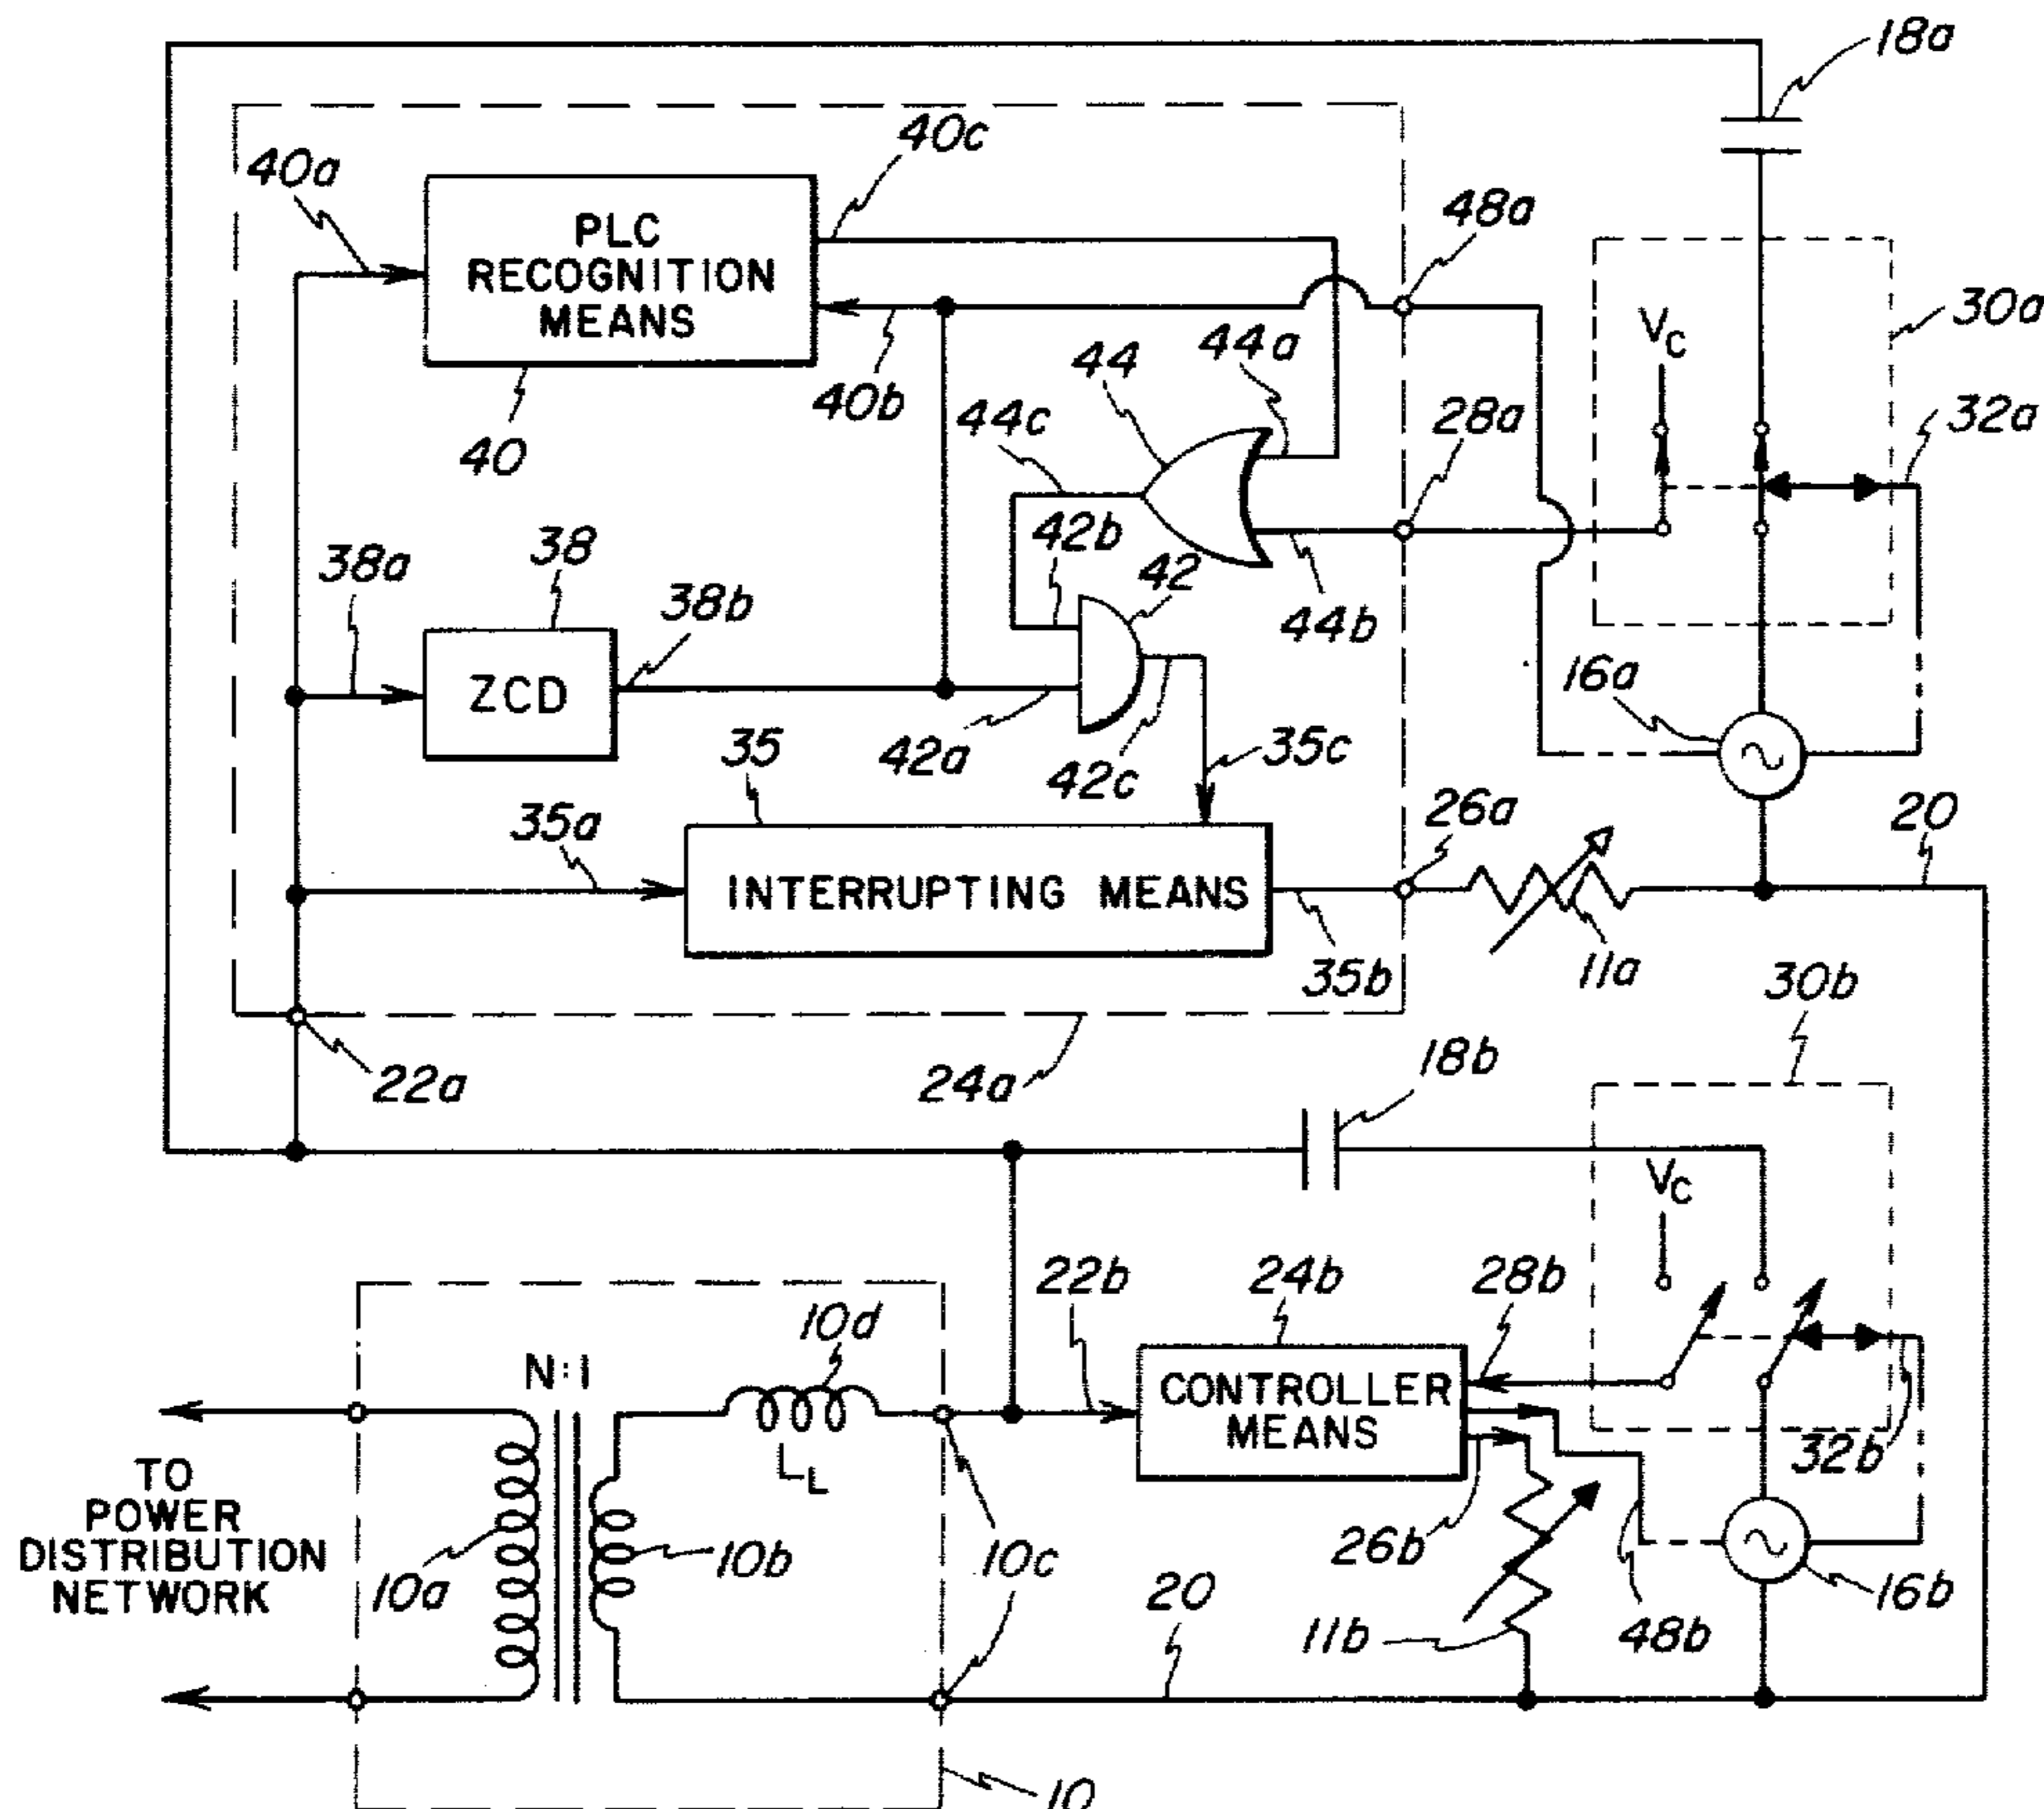 18a
40c
40a
48a
PLC
RECOGNITION
MEANS
30a
VC
44
44a
40b
44c
28a
32a
40
42b
38
42
38a
38b
44b
16a
ZCD
35
42a
42c
35c
26a
20
35a
INTERRUPTING MEANS
35b
11a
30b
22a
24a
18b
VC
22b
24b
28b
10d
N:1
CONTROLLER
MEANS
LL
32b
TO
POWER
DISTRIBUTION
NETWORK
10a
10b
10c
26b
20
11b
48b
16b
10